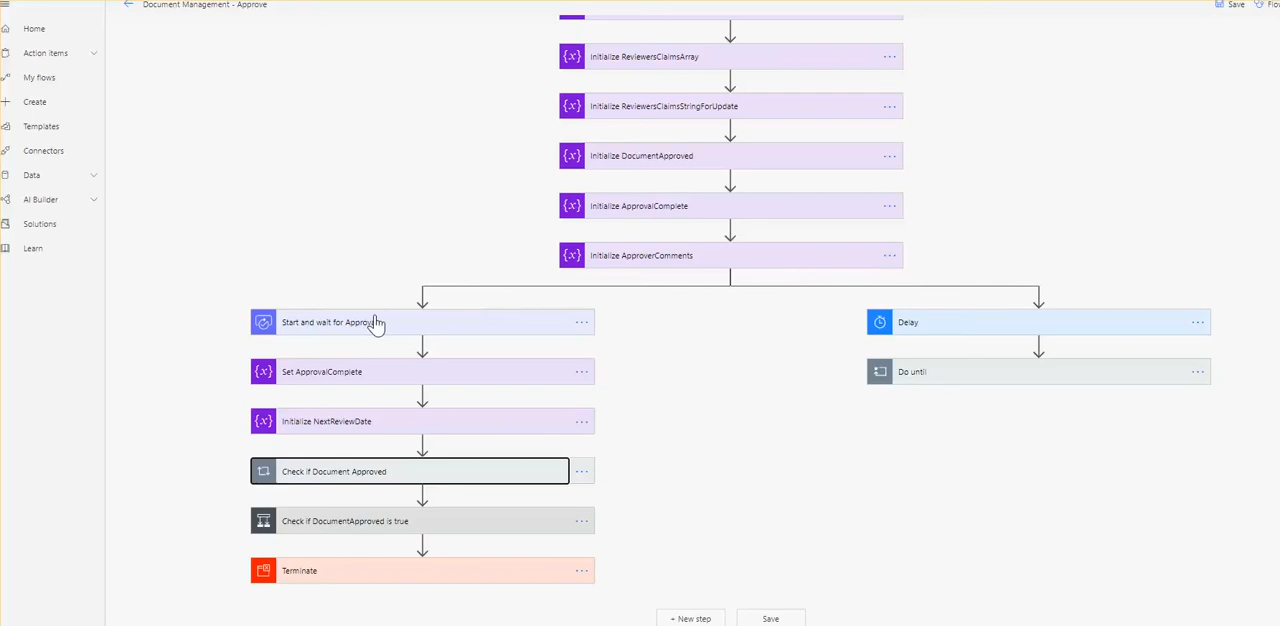 Document Management - Approve
Save
Home
Action items
My flows
Create
Templates
Connectors
Data
AI Builder
Solutions
Learn
{x} Initialize ReviewersClaimsArray ...
{x} Initialize ReviewersClaimsStringForUpdate ...
{x} Initialize DocumentApproved ...
{x} Initialize ApprovalComplete ...
{x} Initialize ApproverComments ...
Start and wait for ...
Delay ...
{x} Set ApprovalComplete ...
Do until ...
{x} Initialize NextReviewDate ...
Check if Document Approved ...
Check if DocumentApproved is true ...
Terminate ...
+ New step
Save